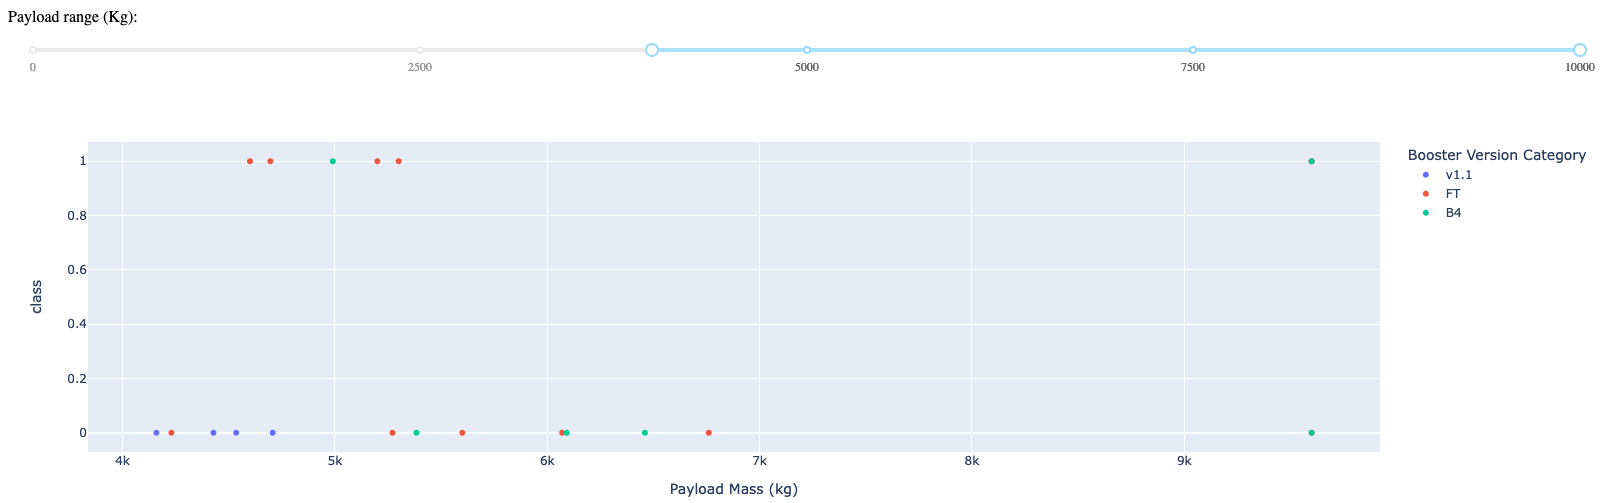 Payload range (Kg):
0 2500 5000 7500 10000
1
0.8
0.6
0.4
0.2
0
class
4k 5k 6k 7k 8k 9k
Payload Mass (kg)
Booster Version Category
v1.1
FT
B4